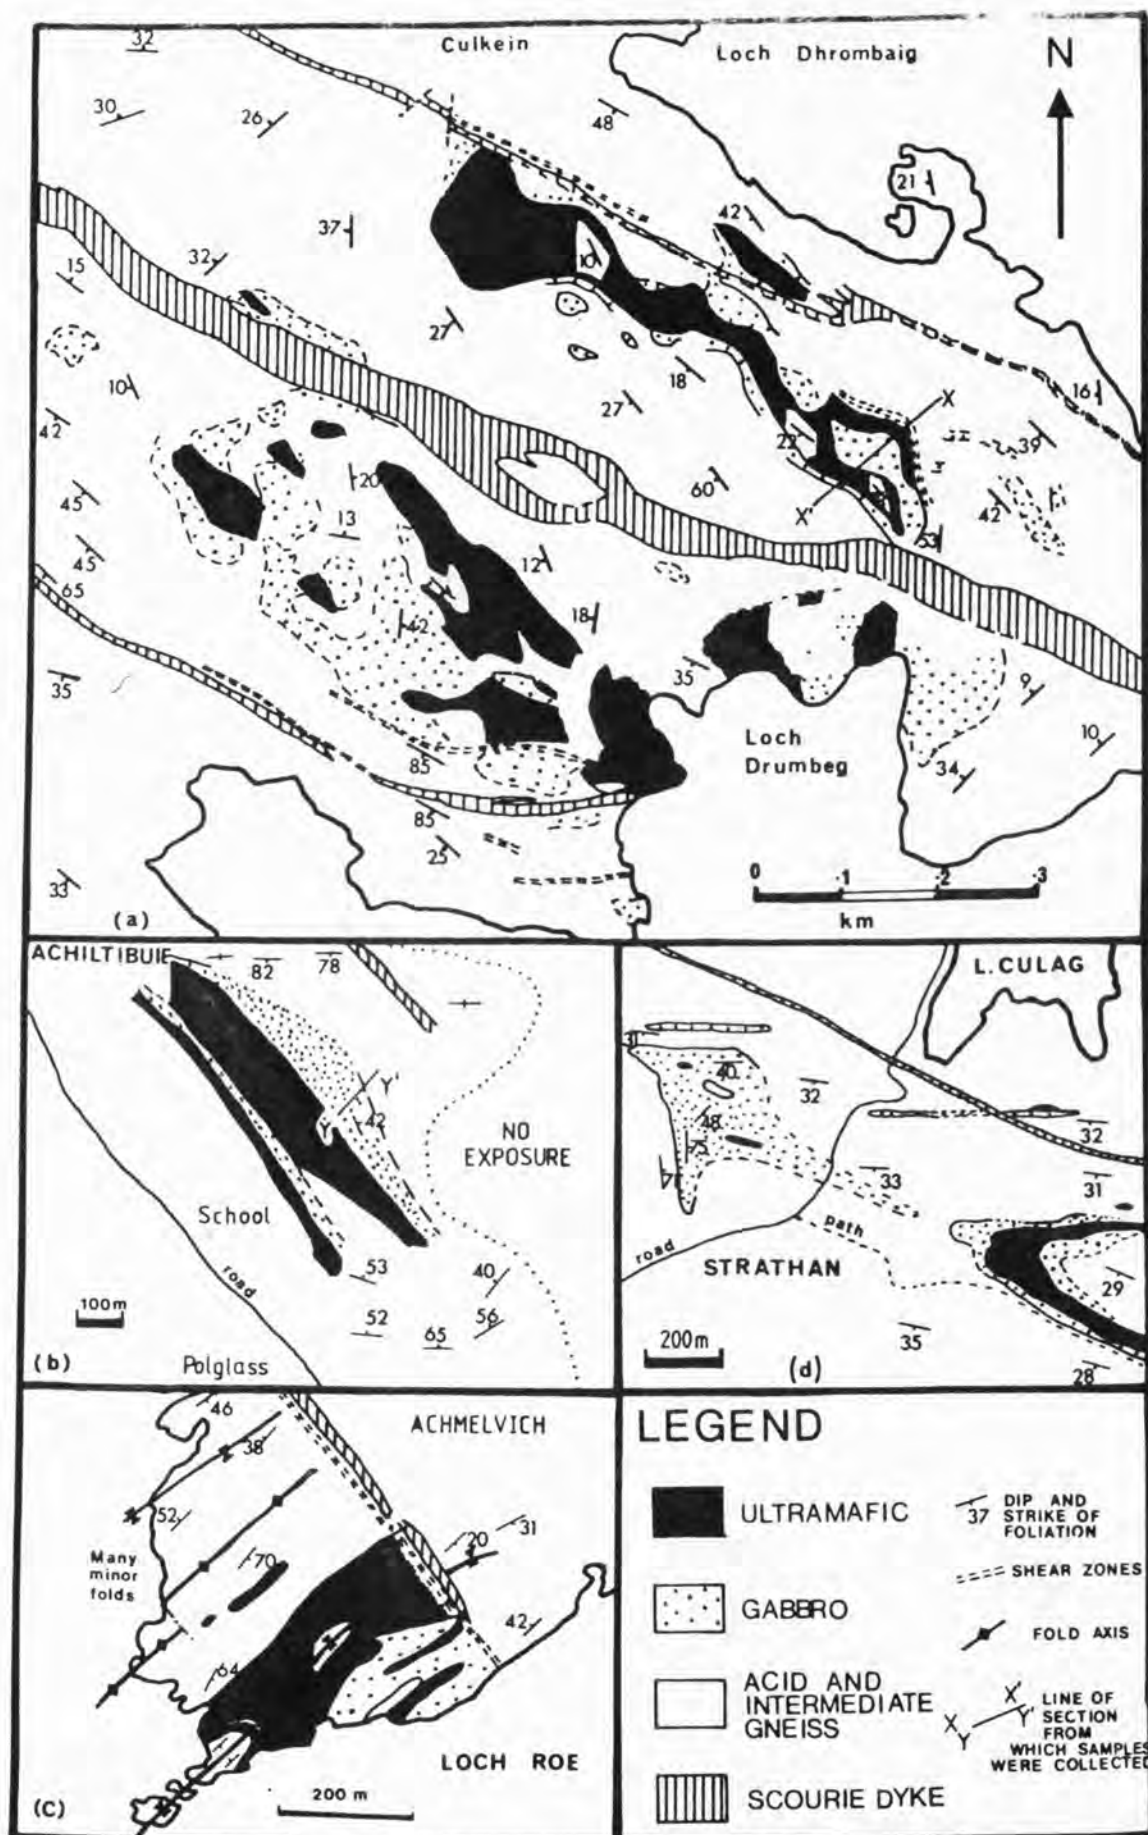 32
Culkein
Loch Dhrombaig
N
30
26
48
21
37
42
32
15
27
10
18
16
10
27
X
42
22
39
20
60
X'
42
45
13
53
45
12
65
42
18
35
35
9
Loch
Drumbeg
10
85
34
85
25
33
0 ·1 ·2 ·3
km
(a)
ACHILTIBUIE
82
78
Y'
Y
42
NO
EXPOSURE
School
road
53
40
52
65
56
100m
(b)
Polglass
L. CULAG
31
40
32
48
32
75
71
33
31
path
road
STRATHAN
29
35
200m
(d)
28
46
ACHMELVICH
38
52
31
20
Many
minor
folds
70
42
64
LOCH ROE
(C)
200 m
LEGEND
ULTRAMAFIC
37
DIP AND
STRIKE OF
FOLIATION
SHEAR ZONES
GABBRO
FOLD AXIS
ACID AND
INTERMEDIATE
GNEISS
X' LINE OF
X Y' SECTION
Y FROM
WHICH SAMPLES
WERE COLLECTED
SCOURIE DYKE